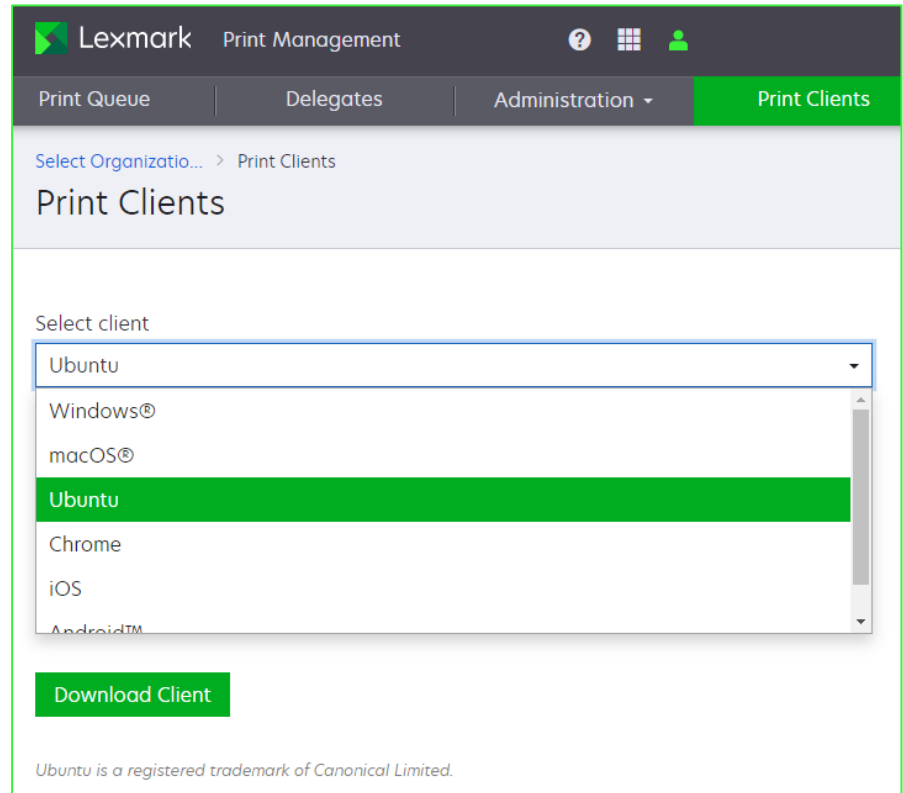 Lexmark Print Management
Print Queue Delegates Administration Print Clients
Select Organizatio... > Print Clients
Print Clients
Select client
Ubuntu
Windows®
macOS®
Ubuntu
Chrome
iOS
Android™
Download Client
Ubuntu is a registered trademark of Canonical Limited.